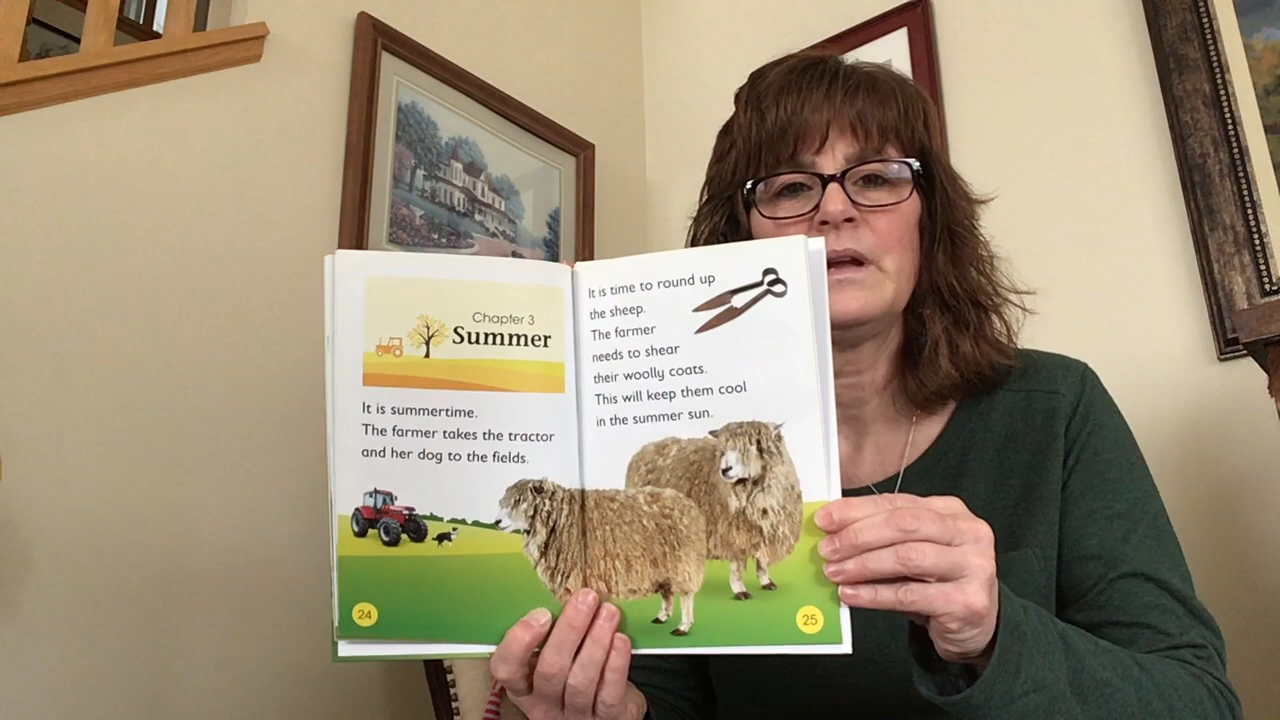 Chapter 3
Summer
It is summertime.
The farmer takes the tractor
and her dog to the fields.
24
It is time to round up
the sheep.
The farmer
needs to shear
their woolly coats.
This will keep them cool
in the summer sun.
25